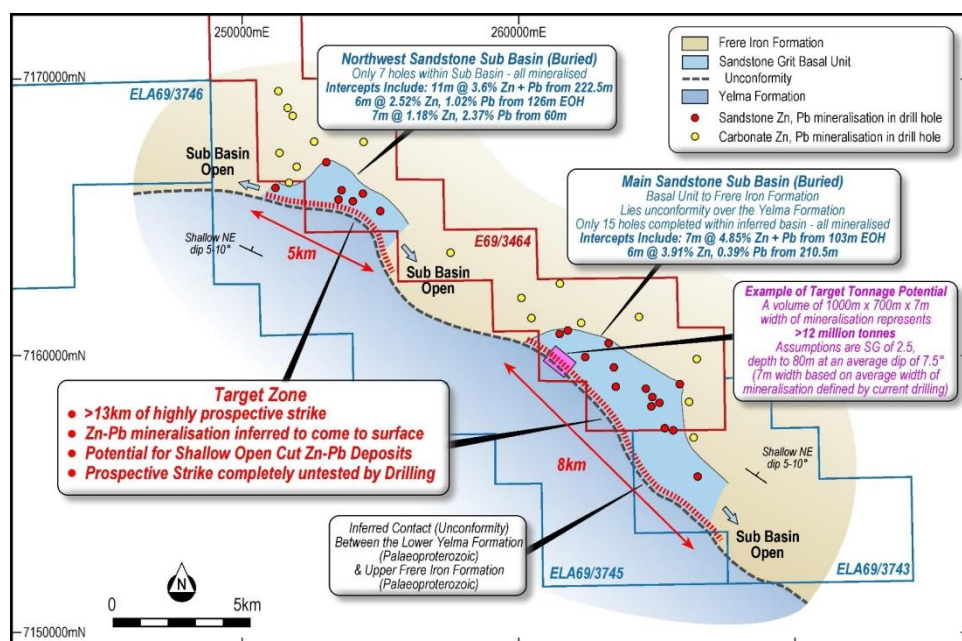 250000mE
260000mE
7170000mN
7160000mN
7150000mN
Northwest Sandstone Sub Basin (Buried)
Only 7 holes within Sub Basin - all mineralised
Intercepts Include: 11m @ 3.6% Zn + Pb from 222.5m
6m @ 2.52% Zn, 1.02% Pb from 126m EOH
7m @ 1.18% Zn, 2.37% Pb from 60m
Frere Iron Formation
Sandstone Grit Basal Unit
Unconformity
Yelma Formation
Sandstone Zn, Pb mineralisation in drill hole
Carbonate Zn, Pb mineralisation in drill hole
ELA69/3746
Sub Basin
Open
Shallow NE
dip 5-10°
5km
Sub Basin
Open
E69/3464
Main Sandstone Sub Basin (Buried)
Basal Unit to Frere Iron Formation
Lies unconformity over the Yelma Formation
Only 15 holes completed within inferred basin - all mineralised
Intercepts Include: 7m @ 4.85% Zn + Pb from 103m EOH
6m @ 3.91% Zn, 0.39% Pb from 210.5m
Example of Target Tonnage Potential
A volume of 1000m x 700m x 7m
width of mineralisation represents
>12 million tonnes
Assumptions are SG of 2.5,
depth to 80m at an average dip of 7.5°
(7m width based on average width of
mineralisation defined by current drilling)
Target Zone
>13km of highly prospective strike
Zn-Pb mineralisation inferred to come to surface
Potential for Shallow Open Cut Zn-Pb Deposits
Prospective Strike completely untested by Drilling
8km
Shallow NE
dip 5-10°
Inferred Contact (Unconformity)
Between the Lower Yelma Formation
(Palaeoproterozoic)
& Upper Frere Iron Formation
(Palaeoproterozoic)
Sub Basin
Open
ELA69/3745
ELA69/3743
N
0
5km